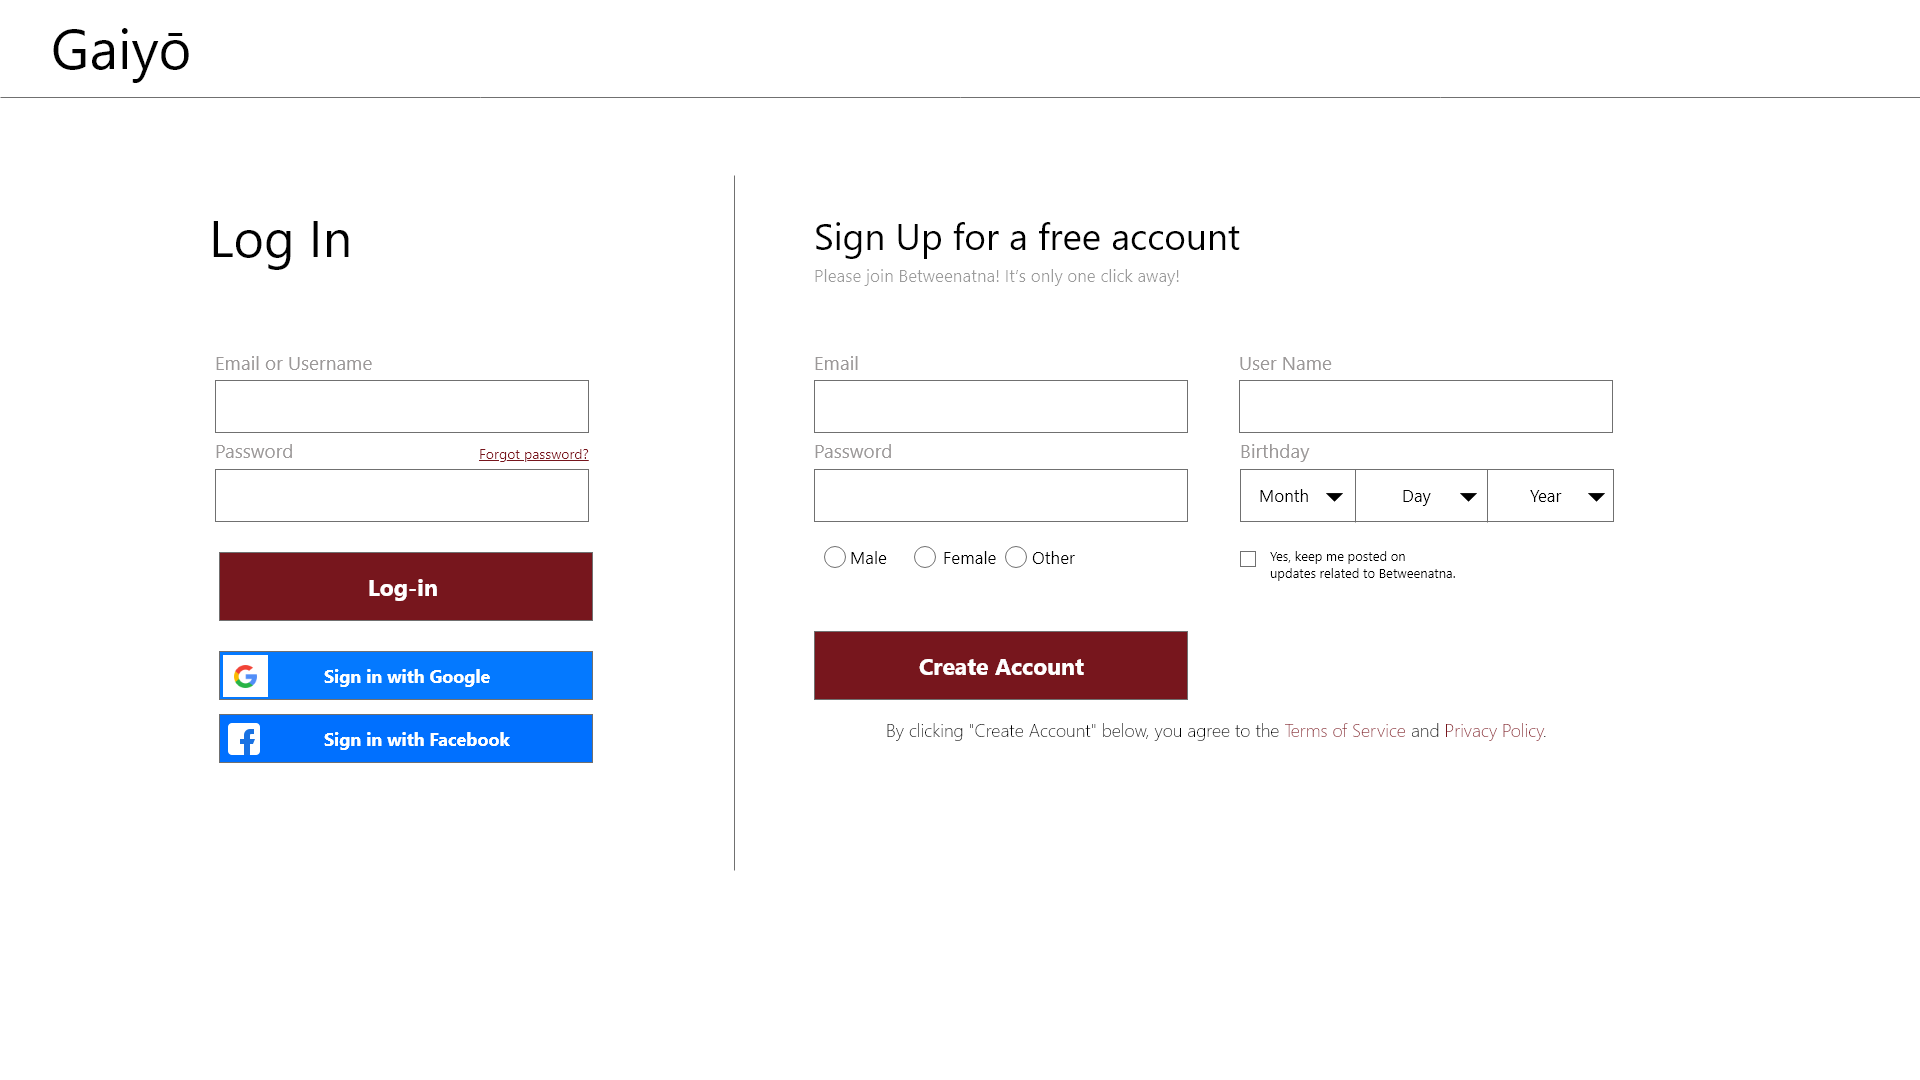 Gaiyō
Log In
Email or Username
Password
Forgot password?
Log-in
Sign in with Google
Sign in with Facebook
Sign Up for a free account
Please join Betweenatna! It's only one click away!
Email
User Name
Password
Birthday
Month
Day
Year
Male
Female
Other
Yes, keep me posted on
updates related to Betweenatna.
Create Account
By clicking "Create Account" below, you agree to the Terms of Service and Privacy Policy.